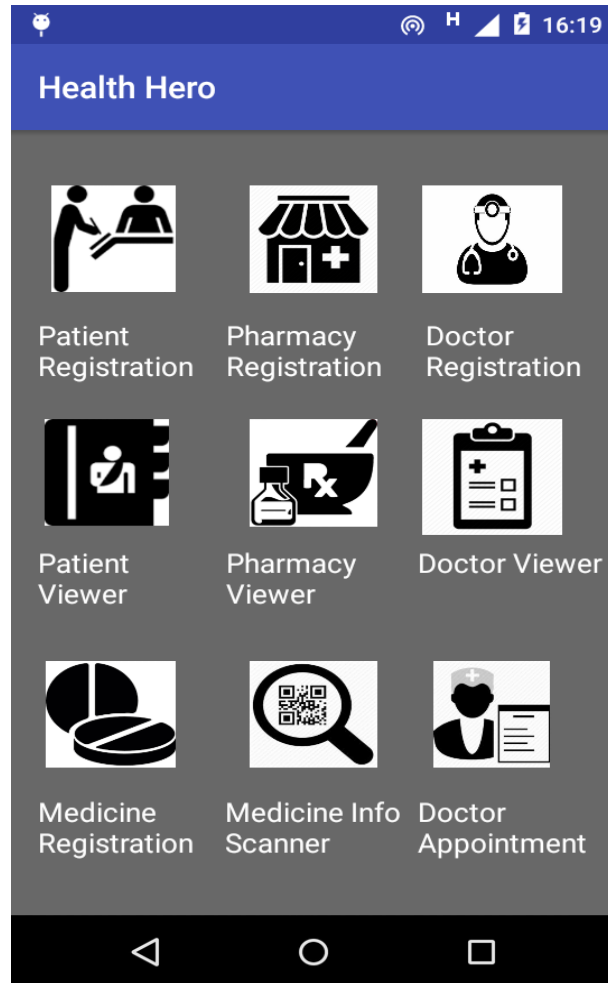 H 16:19
Health Hero
Patient
Registration
Pharmacy
Registration
Doctor
Registration
Rx
Patient
Viewer
Pharmacy
Viewer
Doctor Viewer
Medicine
Registration
Medicine Info
Scanner
Doctor
Appointment